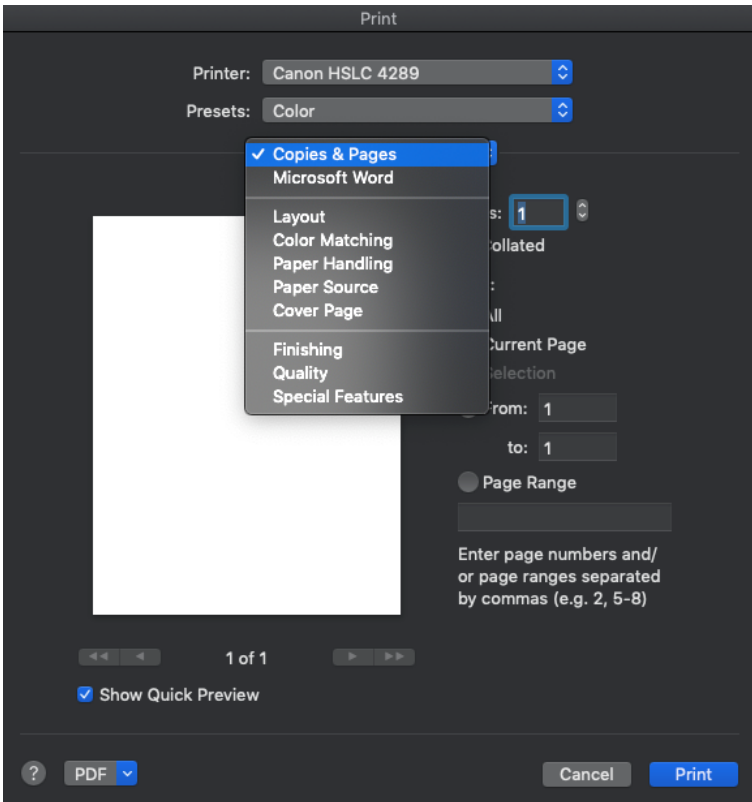 Print
Printer: Canon HSLC 4289
Presets: Color
✓ Copies & Pages
Microsoft Word
Layout
Color Matching
Paper Handling
Paper Source
Cover Page
Finishing
Quality
Special Features
s: 1
ollated
:
All
Current Page
Selection
From: 1
to: 1
Page Range
Enter page numbers and/
or page ranges separated
by commas (e.g. 2, 5-8)
1 of 1
Show Quick Preview
? PDF Cancel Print